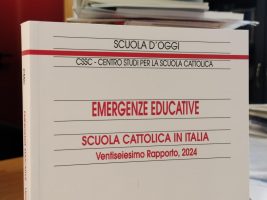 SCUOLA D'OGGI
CSSC - CENTRO STUDI PER LA SCUOLA CATTOLICA
EMERGENZE EDUCATIVE
SCUOLA CATTOLICA IN ITALIA
Ventiseiesimo Rapporto, 2024